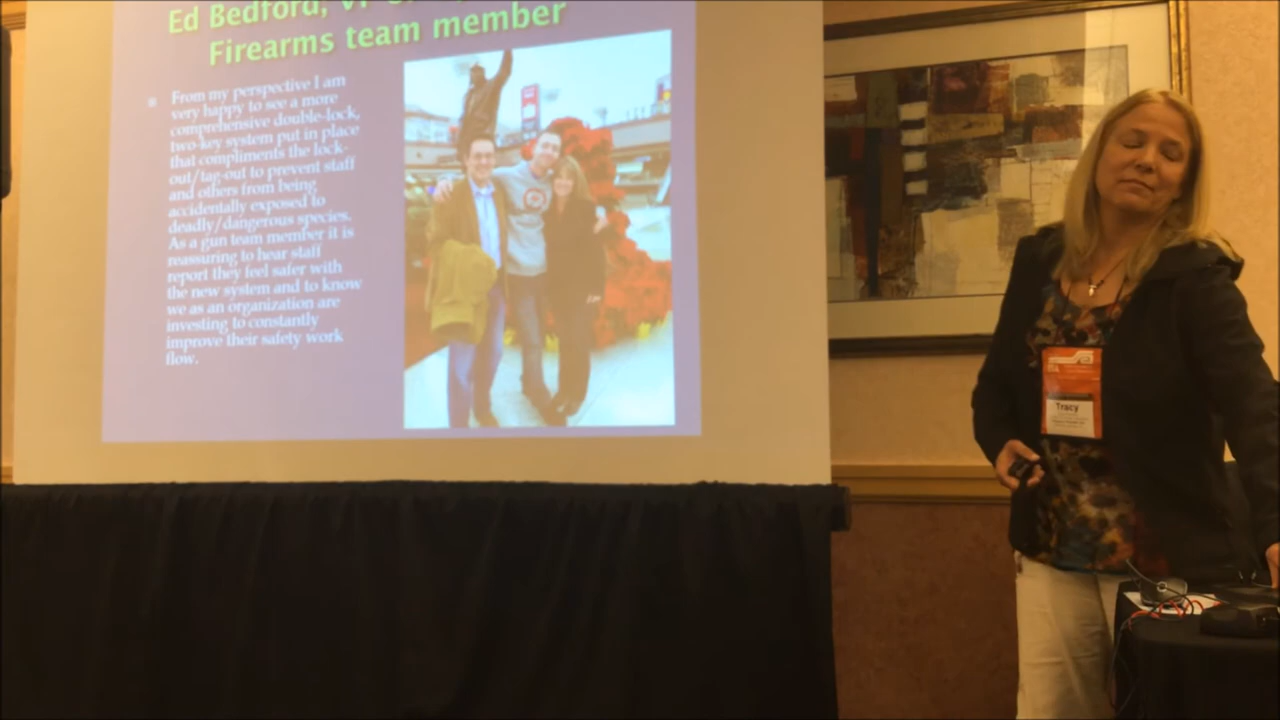 Ed Bedford,
Firearms team member
From my perspective I am
very happy to see a more
comprehensive double-lock,
two-key system put in place
that compliments the lock-
out/tag-out to prevent staff
and others from being
accidentally exposed to
deadly/dangerous species.
As a gun team member it is
reassuring to hear staff
report they feel safer with
the new system and to know
we as an organization are
investing to constantly
improve their safety work
flow.
Tracy